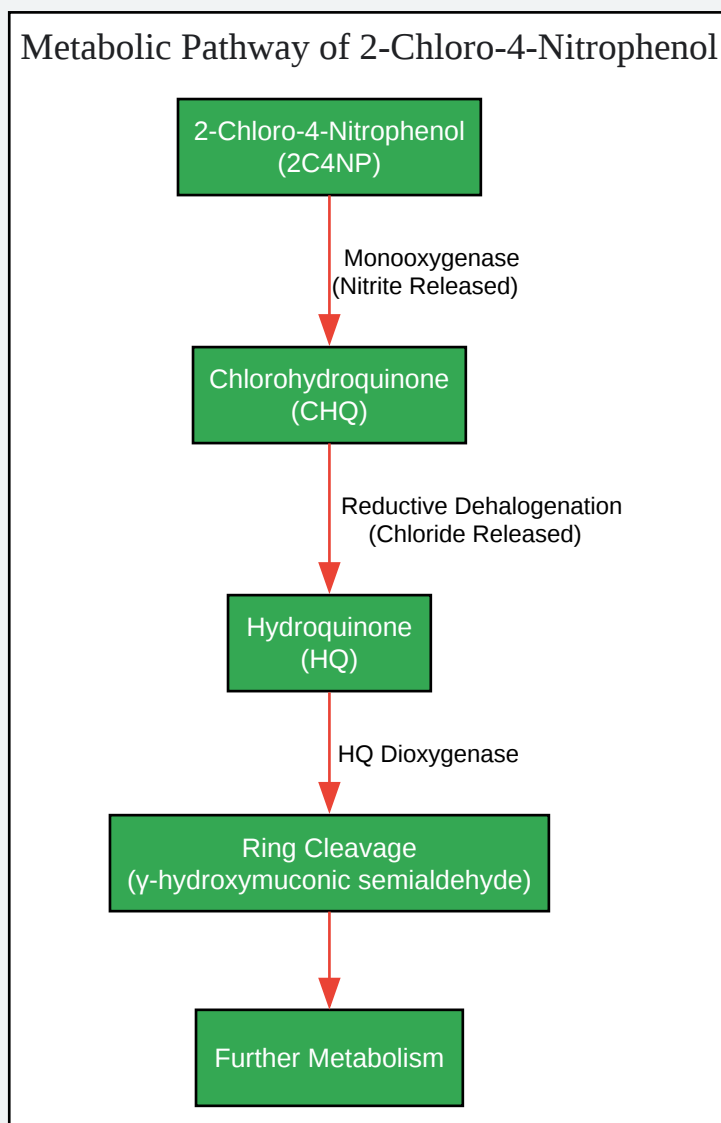 Metabolic Pathway of 2-Chloro-4-Nitrophenol
2-Chloro-4-Nitrophenol
(2C4NP)
Monooxygenase
(Nitrite Released)
Chlorohydroquinone
(CHQ)
Reductive Dehalogenation
(Chloride Released)
Hydroquinone
(HQ)
HQ Dioxygenase
Ring Cleavage
(γ-hydroxymuconic semialdehyde)
Further Metabolism